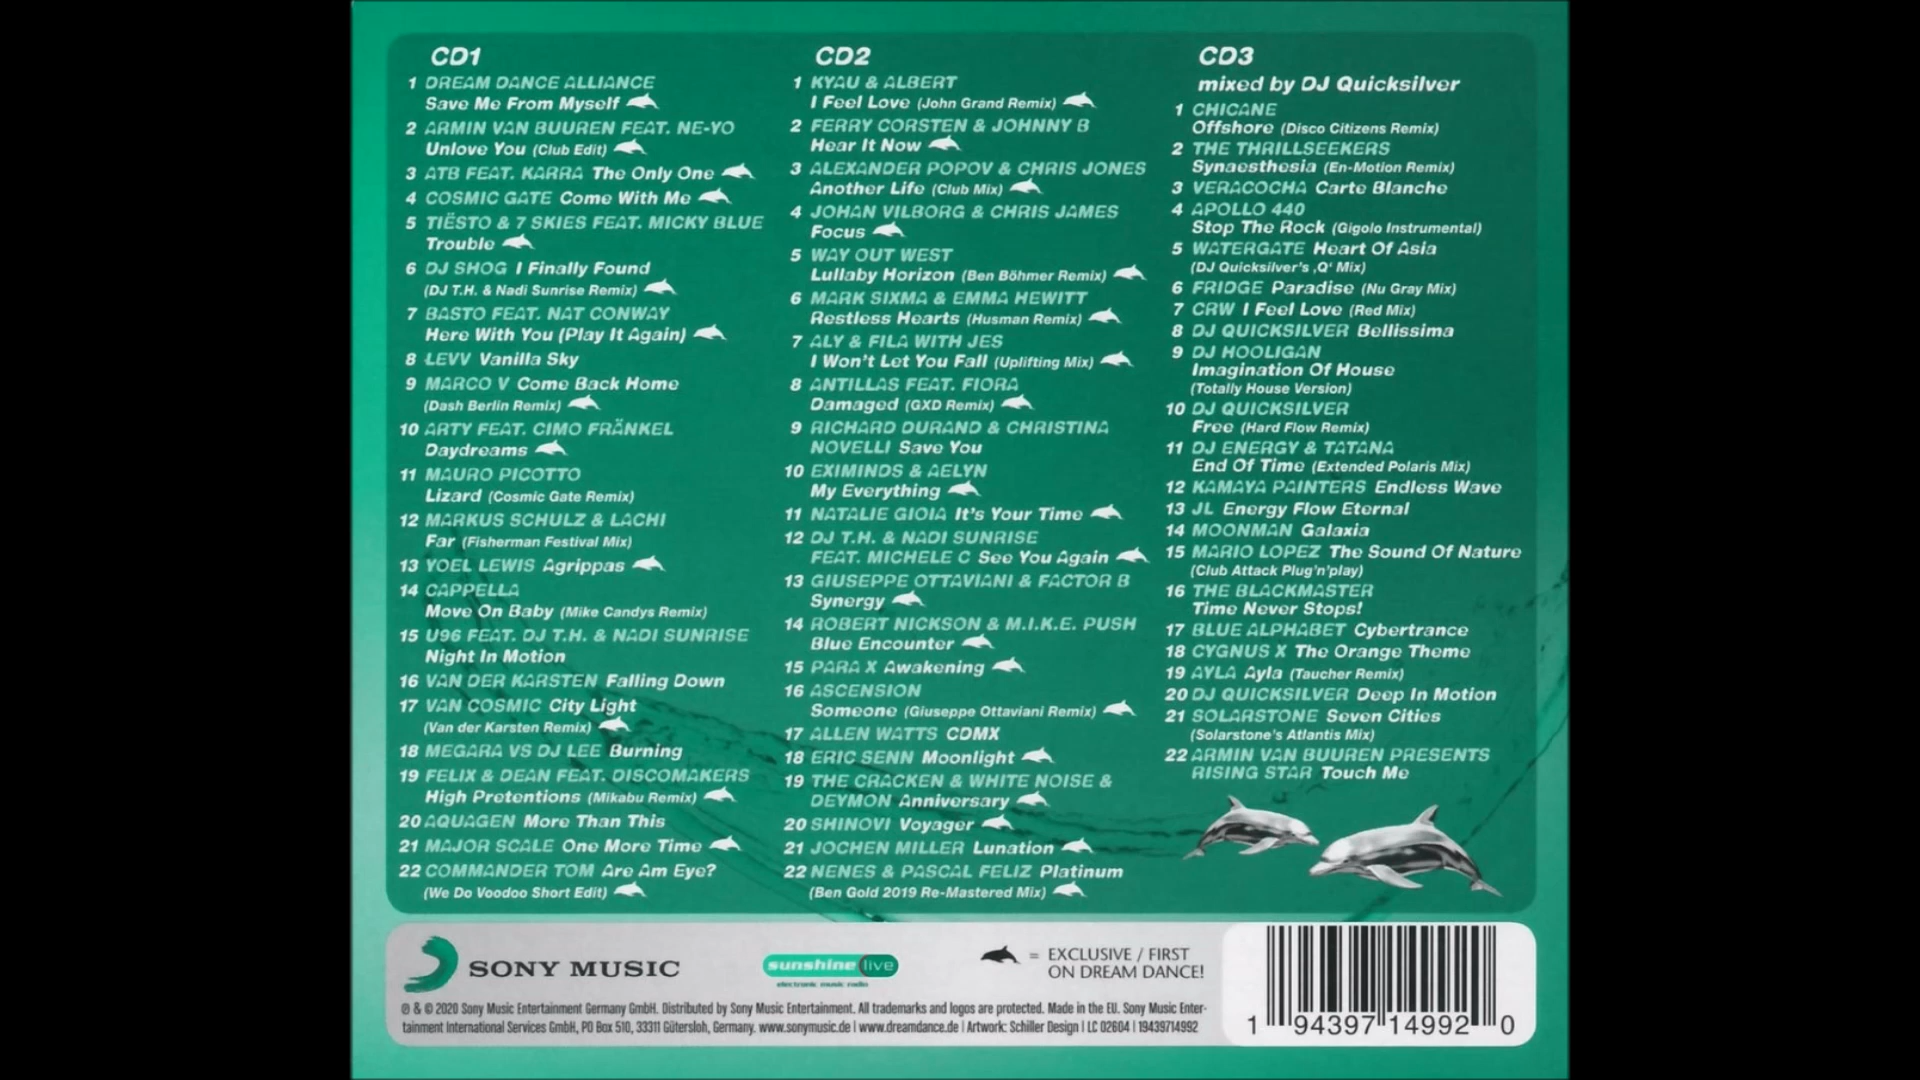 CD1
1 DREAM DANCE ALLIANCE
Save Me From Myself
2 ARMIN VAN BUUREN FEAT. NE-YO
Unlove You (Club Edit)
3 ATB FEAT. KARRA The Only One
4 COSMIC GATE Come With Me
5 TIËSTO & 7 SKIES FEAT. MICKY BLUE
Trouble
6 DJ SHOG I Finally Found
(DJ T.H. & Nadi Sunrise Remix)
7 BASTO FEAT. NAT CONWAY
Here With You (Play It Again)
8 LEVV Vanilla Sky
9 MARCO V Come Back Home
(Dash Berlin Remix)
10 ARTY FEAT. CIMO FRÄNKEL
Daydreams
11 MAURO PICOTTO
Lizard (Cosmic Gate Remix)
12 MARKUS SCHULZ & LACHI
Far (Fisherman Festival Mix)
13 YOEL LEWIS Agrippas
14 CAPPELLA
Move On Baby (Mike Candys Remix)
15 U96 FEAT. DJ T.H. & NADI SUNRISE
Night In Motion
16 VAN DER KARSTEN Falling Down
17 VAN COSMIC City Light
(Van der Karsten Remix)
18 MEGARA VS DJ LEE Burning
19 FELIX & DEAN FEAT. DISCOMAKERS
High Pretentions (Mikabu Remix)
20 AQUAGEN More Than This
21 MAJOR SCALE One More Time
22 COMMANDER TOM Are Am Eye?
(We Do Voodoo Short Edit)
CD2
1 KYAU & ALBERT
I Feel Love (John Grand Remix)
2 FERRY CORSTEN & JOHNNY B
Hear It Now
3 ALEXANDER POPOV & CHRIS JONES
Another Life (Club Mix)
4 JOHAN VILBORG & CHRIS JAMES
Focus
5 WAY OUT WEST
Lullaby Horizon (Ben Böhmer Remix)
6 MARK SIXMA & EMMA HEWITT
Restless Hearts (Husman Remix)
7 ALY & FILA WITH JES
I Won't Let You Fall (Uplifting Mix)
8 ANTILLAS FEAT. FIORA
Damaged (GXD Remix)
9 RICHARD DURAND & CHRISTINA
NOVELLI Save You
10 EXIMINDS & AELYN
My Everything
11 NATALIE GIOIA It's Your Time
12 DJ T.H. & NADI SUNRISE
FEAT. MICHELE C See You Again
13 GIUSEPPE OTTAVIANI & FACTOR B
Synergy
14 ROBERT NICKSON & M.I.K.E. PUSH
Blue Encounter
15 PARA X Awakening
16 ASCENSION
Someone (Giuseppe Ottaviani Remix)
17 ALLEN WATTS CDMX
18 ERIC SENN Moonlight
19 THE CRACKEN & WHITE NOISE &
DEYMON Anniversary
20 SHINOVI Voyager
21 JOCHEN MILLER Lunation
22 NENES & PASCAL FELIZ Platinum
(Ben Gold 2019 Re-Mastered Mix)
CD3
mixed by DJ Quicksilver
1 CHICANE
Offshore (Disco Citizens Remix)
2 THE THRILLSEEKERS
Synaesthesia (En-Motion Remix)
3 VERACOCHA Carte Blanche
4 APOLLO 440
Stop The Rock (Gigolo Instrumental)
5 WATERGATE Heart Of Asia
(DJ Quicksilver's ‚Q' Mix)
6 FRIDGE Paradise (Nu Gray Mix)
7 CRW I Feel Love (Red Mix)
8 DJ QUICKSILVER Bellissima
9 DJ HOOLIGAN
Imagination Of House
(Totally House Version)
10 DJ QUICKSILVER
Free (Hard Flow Remix)
11 DJ ENERGY & TATANA
End Of Time (Extended Polaris Mix)
12 KAMAYA PAINTERS Endless Wave
13 JL Energy Flow Eternal
14 MOONMAN Galaxia
15 MARIO LOPEZ The Sound Of Nature
(Club Attack Plug'n'play)
16 THE BLACKMASTER
Time Never Stops!
17 BLUE ALPHABET Cybertrance
18 CYGNUS X The Orange Theme
19 AYLA Ayla (Taucher Remix)
20 DJ QUICKSILVER Deep In Motion
21 SOLARSTONE Seven Cities
(Solarstone's Atlantis Mix)
22 ARMIN VAN BUUREN PRESENTS
RISING STAR Touch Me
SONY MUSIC
sunshine live
electronic music radio
= EXCLUSIVE / FIRST
ON DREAM DANCE!
℗ & © 2020 Sony Music Entertainment Germany GmbH. Distributed by Sony Music Entertainment. All trademarks and logos are protected. Made in the EU. Sony Music Enter-
tainment International Services GmbH, PO Box 510, 33311 Gütersloh, Germany. www.sonymusic.de | www.dreamdance.de | Artwork: Schiller Design | LC 02604 | 19439714992
1 94397 14992 0